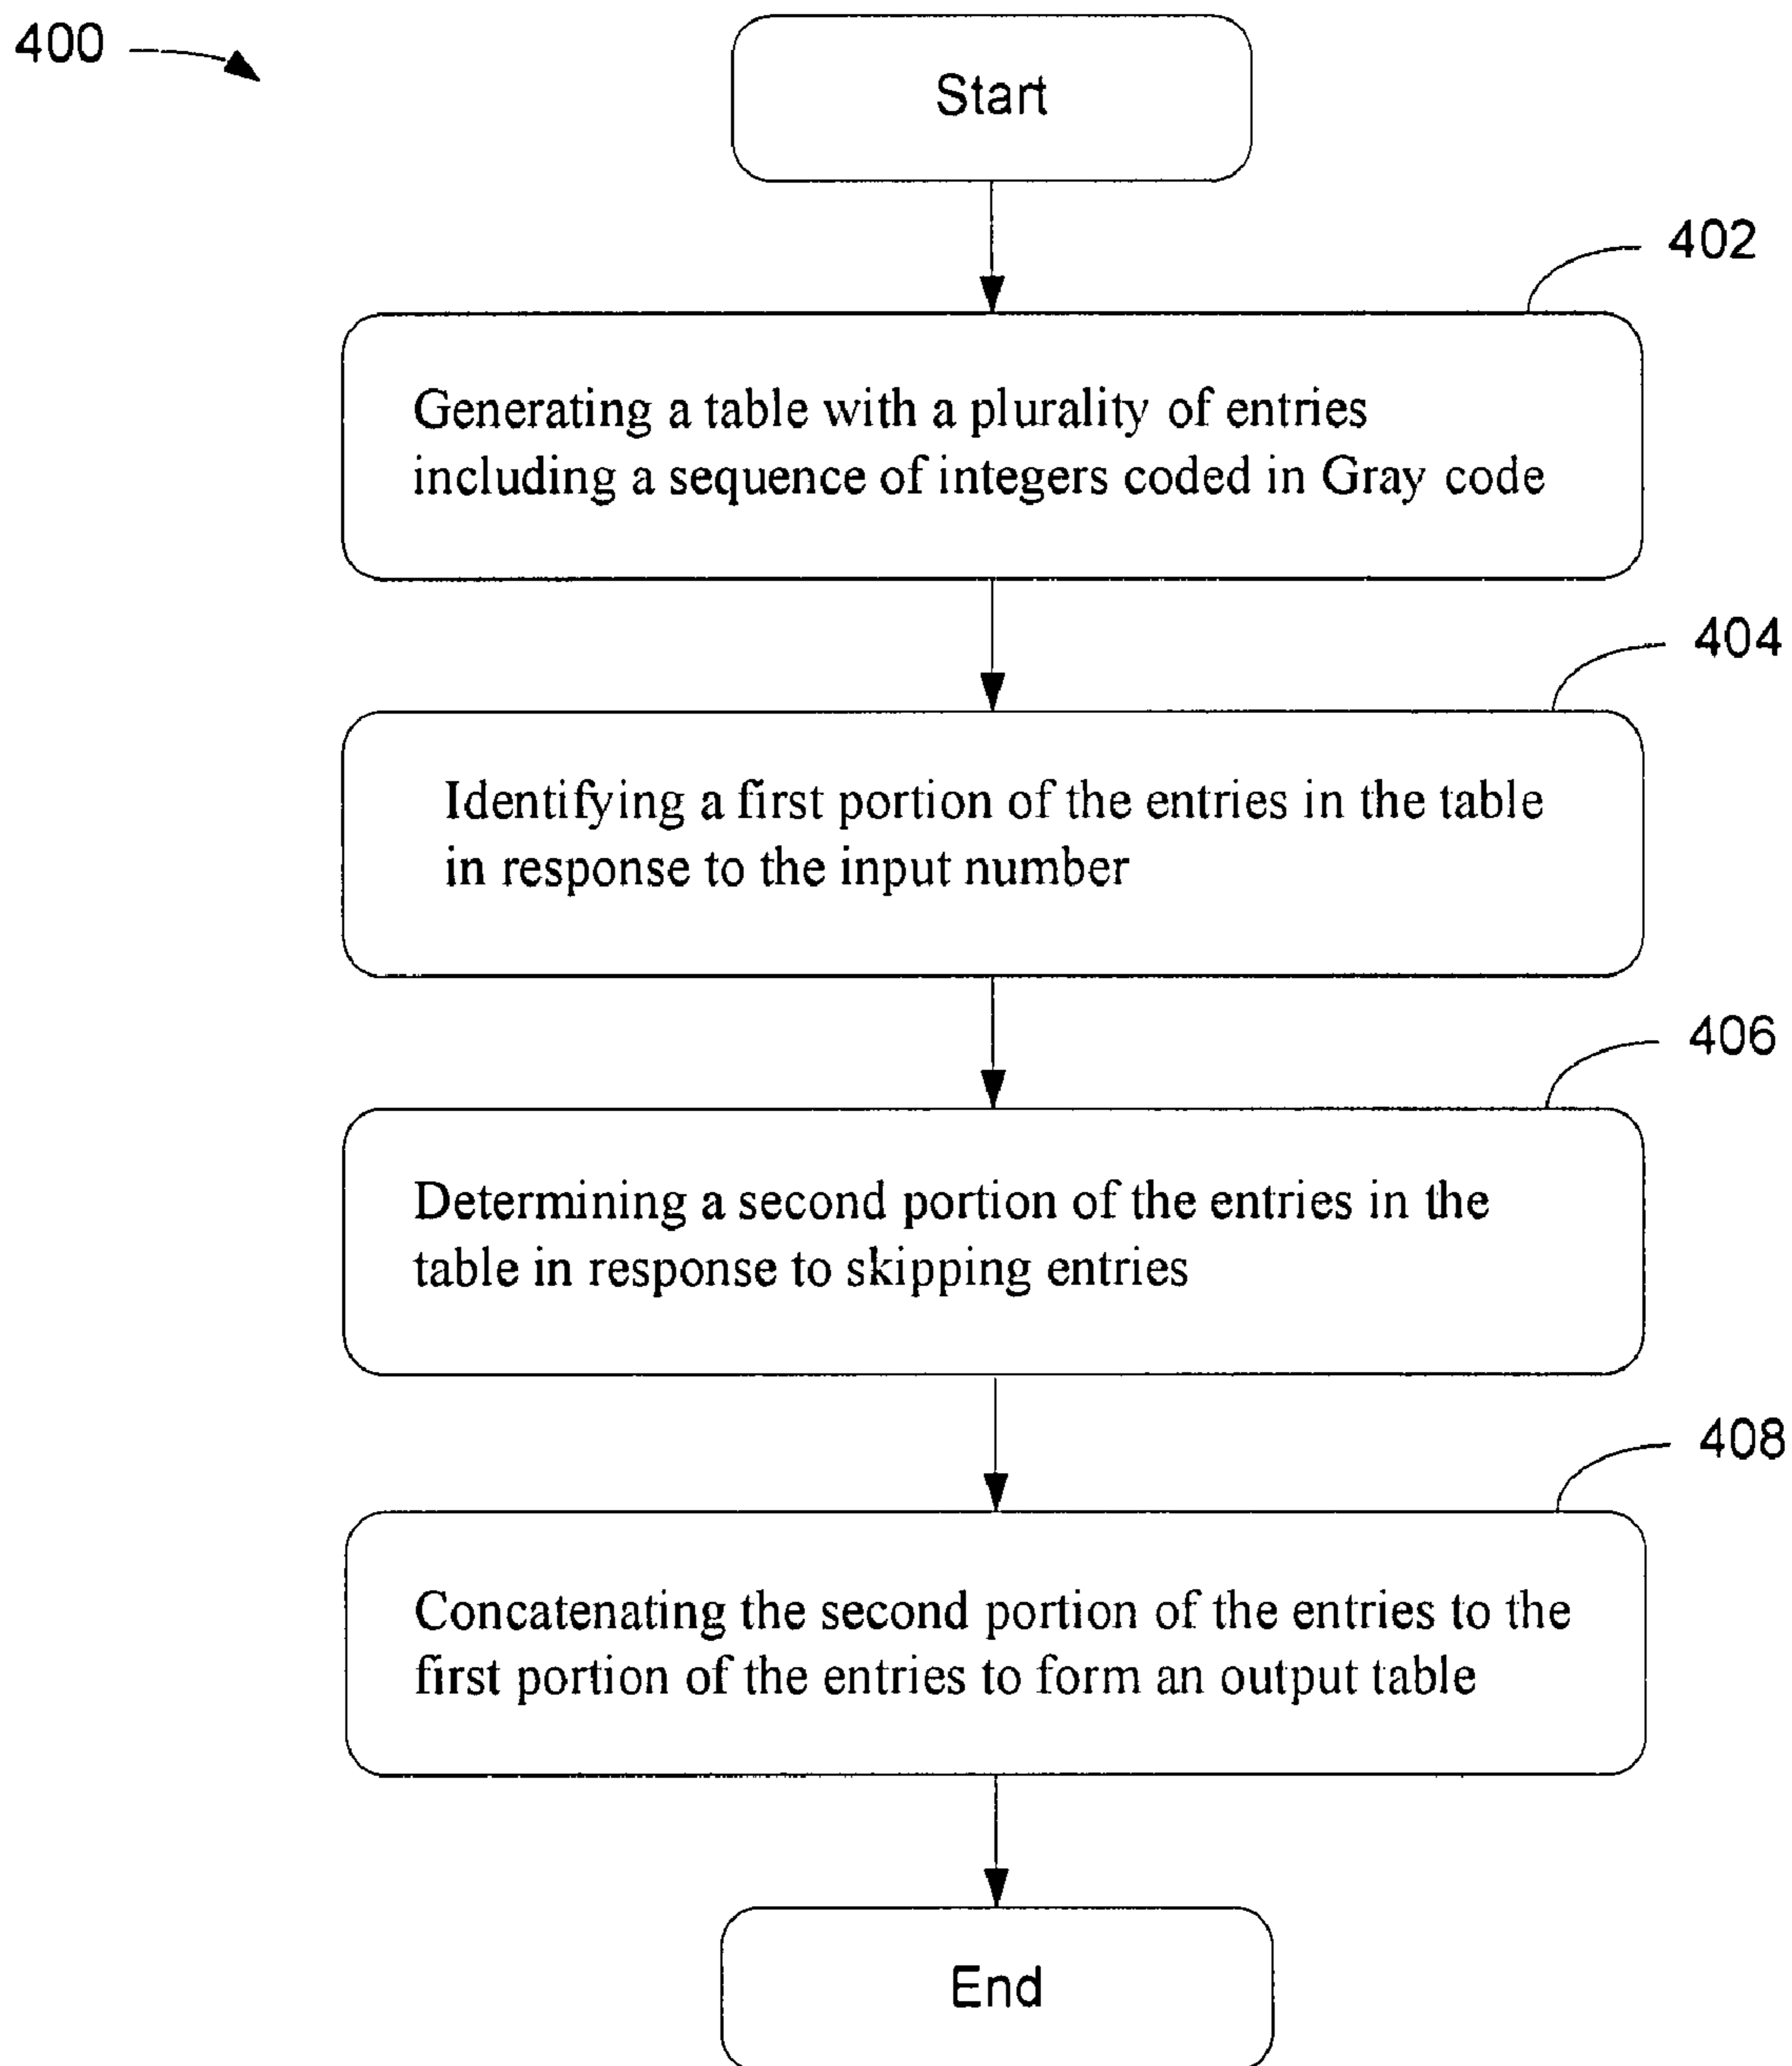 400
Start
402
Generating a table with a plurality of entries
including a sequence of integers coded in Gray code
404
Identifying a first portion of the entries in the table
in response to the input number
406
Determining a second portion of the entries in the
table in response to skipping entries
408
Concatenating the second portion of the entries to the
first portion of the entries to form an output table
End